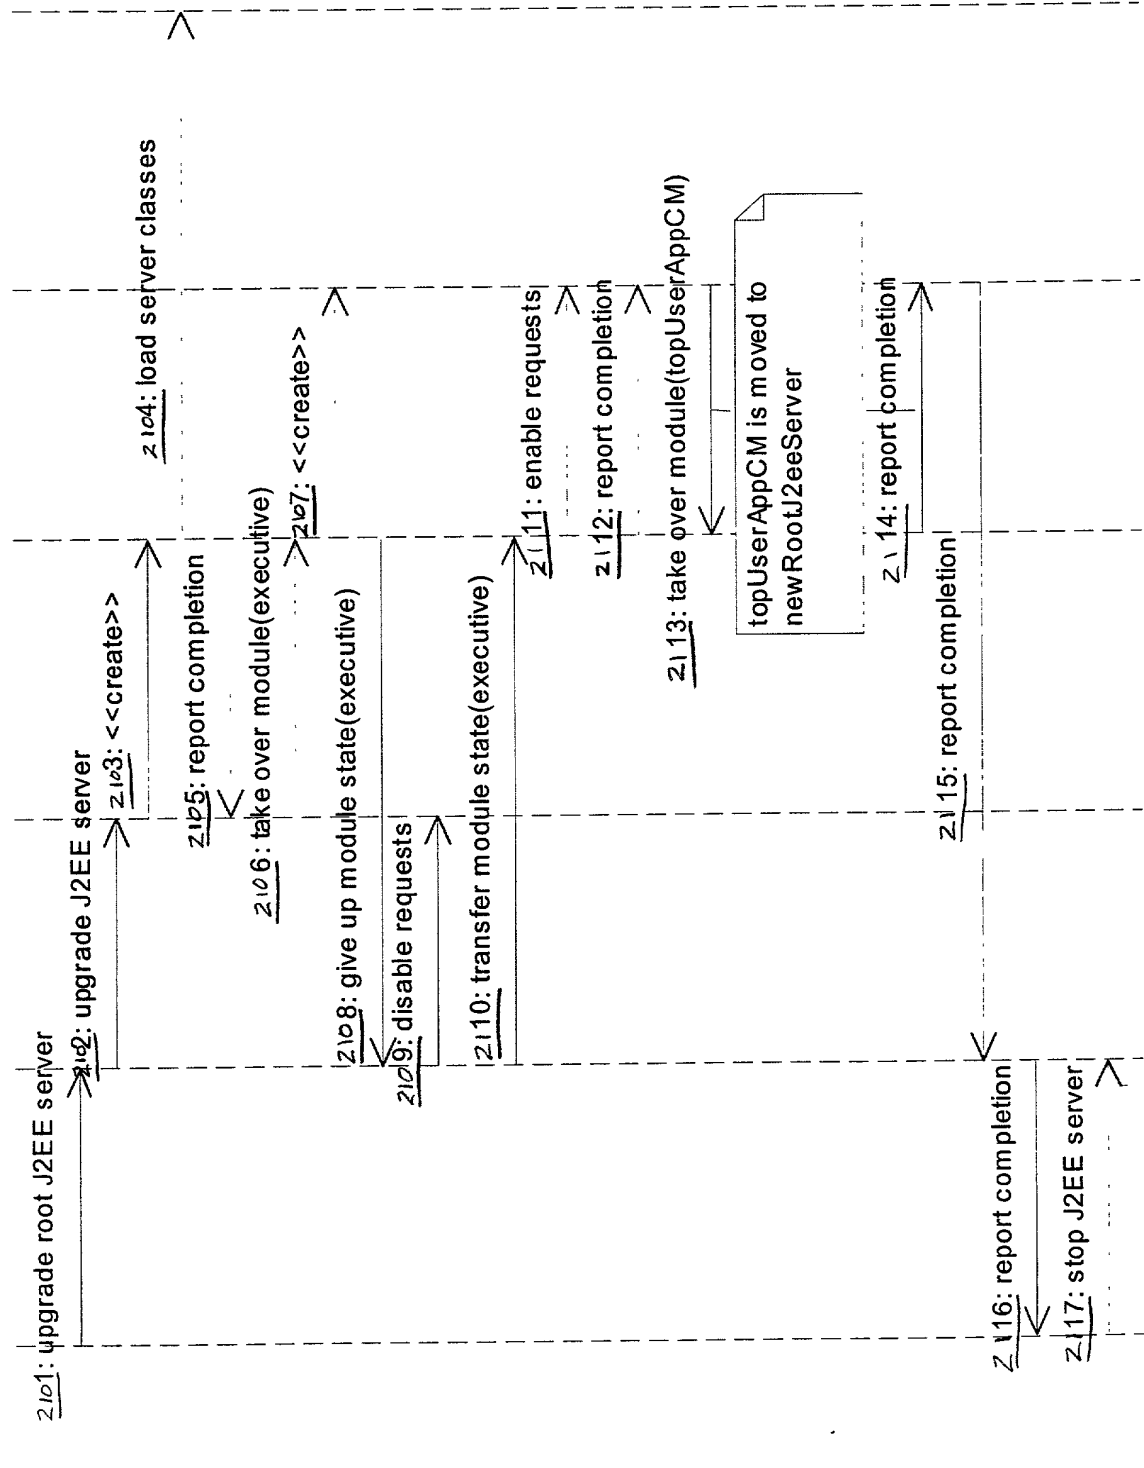 2101: upgrade root J2EE server
2102: upgrade J2EE server
2103: <<create>>
2104: load server classes
2105: report completion
2106: take over module(executive)
2107: <<create>>
2108: give up module state(executive)
2109: disable requests
2110: transfer module state(executive)
2111: enable requests
2112: report completion
2113: take over module(topUserAppCM)
topUserAppCM is moved to
newRootJ2eeServer
2114: report completion
2115: report completion
2116: report completion
2117: stop J2EE server